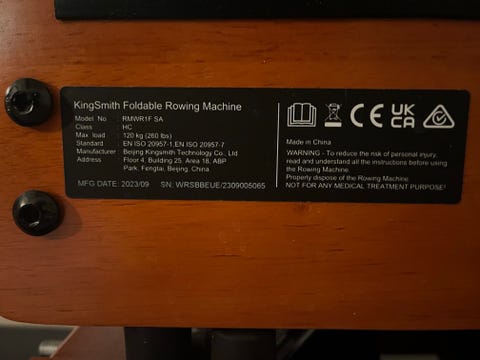 KingSmith Foldable Rowing Machine
Model No : RMWR1F SA
Class : HC
Max load : 120 kg (260 lbs)
Standard : EN ISO 20957-1,EN ISO 20957-7
Manufacturer : Beijing Kingsmith Technology Co., Ltd
Address : Floor 4, Building 25, Area 18, ABP
Park, Fengtai, Beijing, China.
MFG DATE: 2023/09 SN: WRSBBEUE/2309005065
CE UK
CA
Made in China
WARNING - To reduce the risk of personal injury,
read and understand all the instructions before using
the Rowing Machine.
Properly dispose of the Rowing Machine.
NOT FOR ANY MEDICAL TREATMENT PURPOSE!